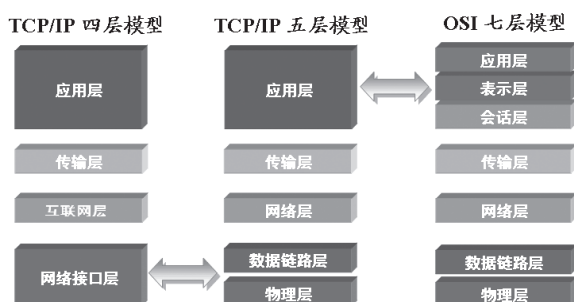 TCP/IP 四层模型
TCP/IP 五层模型
OSI 七层模型
应用层
传输层
互联网层
网络接口层
应用层
传输层
网络层
数据链路层
物理层
应用层
表示层
会话层
传输层
网络层
数据链路层
物理层